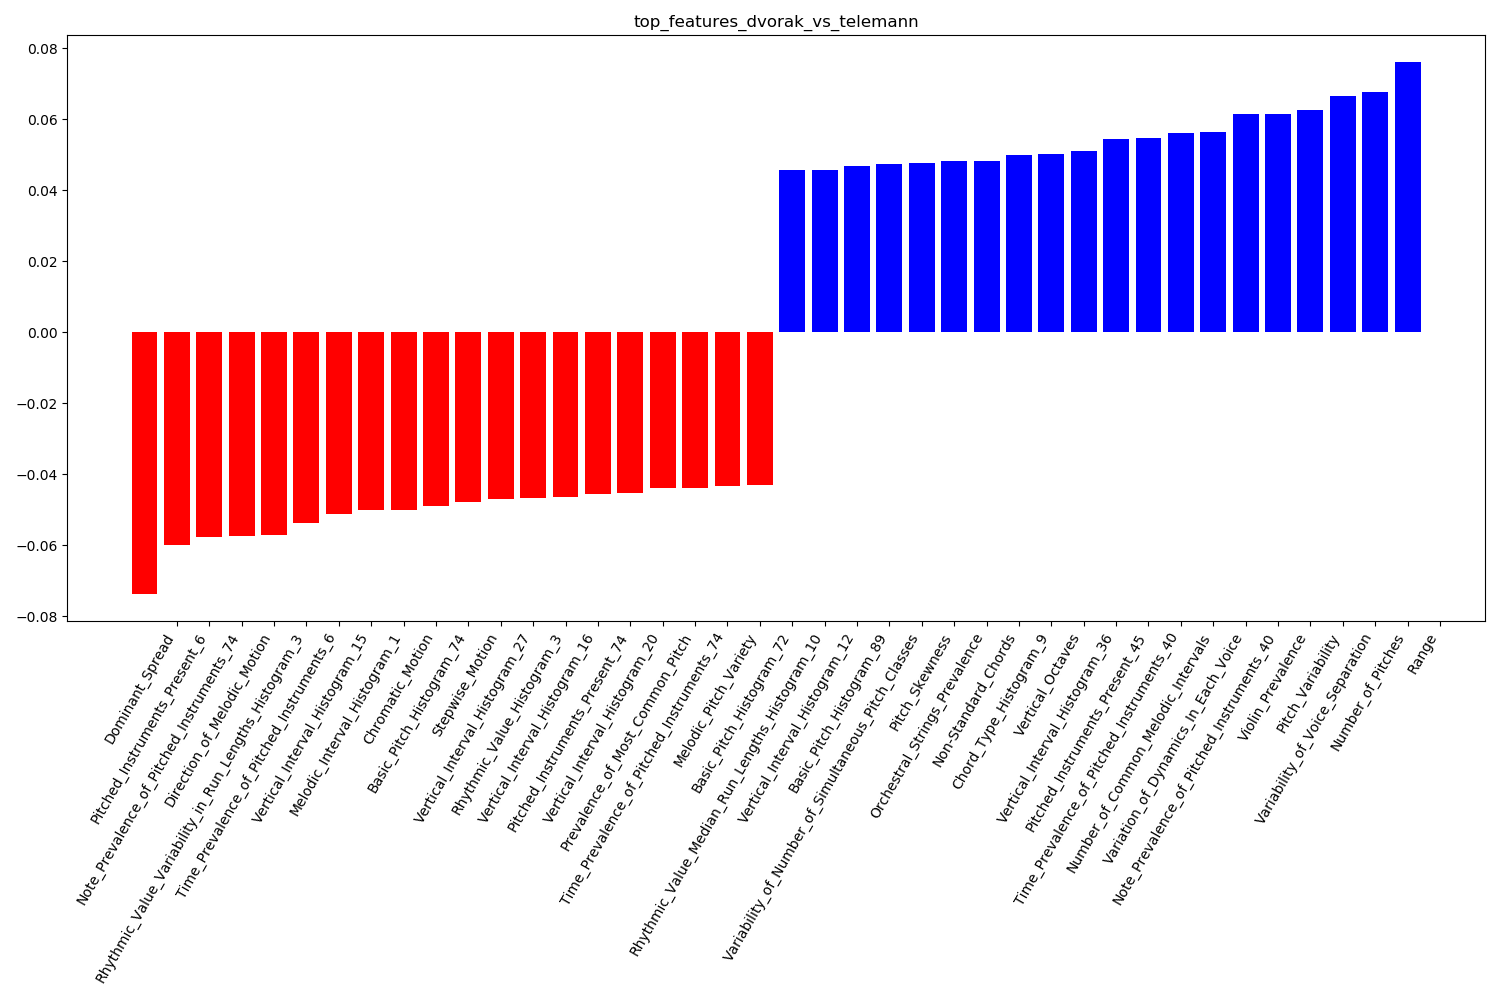 top_features_dvorak_vs_telemann
0.08
0.06
0.04
0.02
0.00
−0.02
−0.04
−0.06
−0.08
Dominant_Spread
Pitched_Instruments_Present_6
Note_Prevalence_of_Pitched_Instruments_74
Direction_of_Melodic_Motion
Rhythmic_Value_Variability_in_Run_Lengths_Histogram_3
Time_Prevalence_of_Pitched_Instruments_6
Vertical_Interval_Histogram_15
Melodic_Interval_Histogram_1
Chromatic_Motion
Basic_Pitch_Histogram_74
Stepwise_Motion
Vertical_Interval_Histogram_27
Rhythmic_Value_Histogram_3
Vertical_Interval_Histogram_16
Pitched_Instruments_Present_74
Vertical_Interval_Histogram_20
Prevalence_of_Most_Common_Pitch
Time_Prevalence_of_Pitched_Instruments_74
Melodic_Pitch_Variety
Basic_Pitch_Histogram_72
Rhythmic_Value_Median_Run_Lengths_Histogram_10
Vertical_Interval_Histogram_12
Basic_Pitch_Histogram_89
Variability_of_Number_of_Simultaneous_Pitch_Classes
Pitch_Skewness
Orchestral_Strings_Prevalence
Non-Standard_Chords
Chord_Type_Histogram_9
Vertical_Octaves
Vertical_Interval_Histogram_36
Pitched_Instruments_Present_45
Time_Prevalence_of_Pitched_Instruments_40
Number_of_Common_Melodic_Intervals
Variation_of_Dynamics_In_Each_Voice
Note_Prevalence_of_Pitched_Instruments_40
Violin_Prevalence
Pitch_Variability
Variability_of_Voice_Separation
Number_of_Pitches
Range